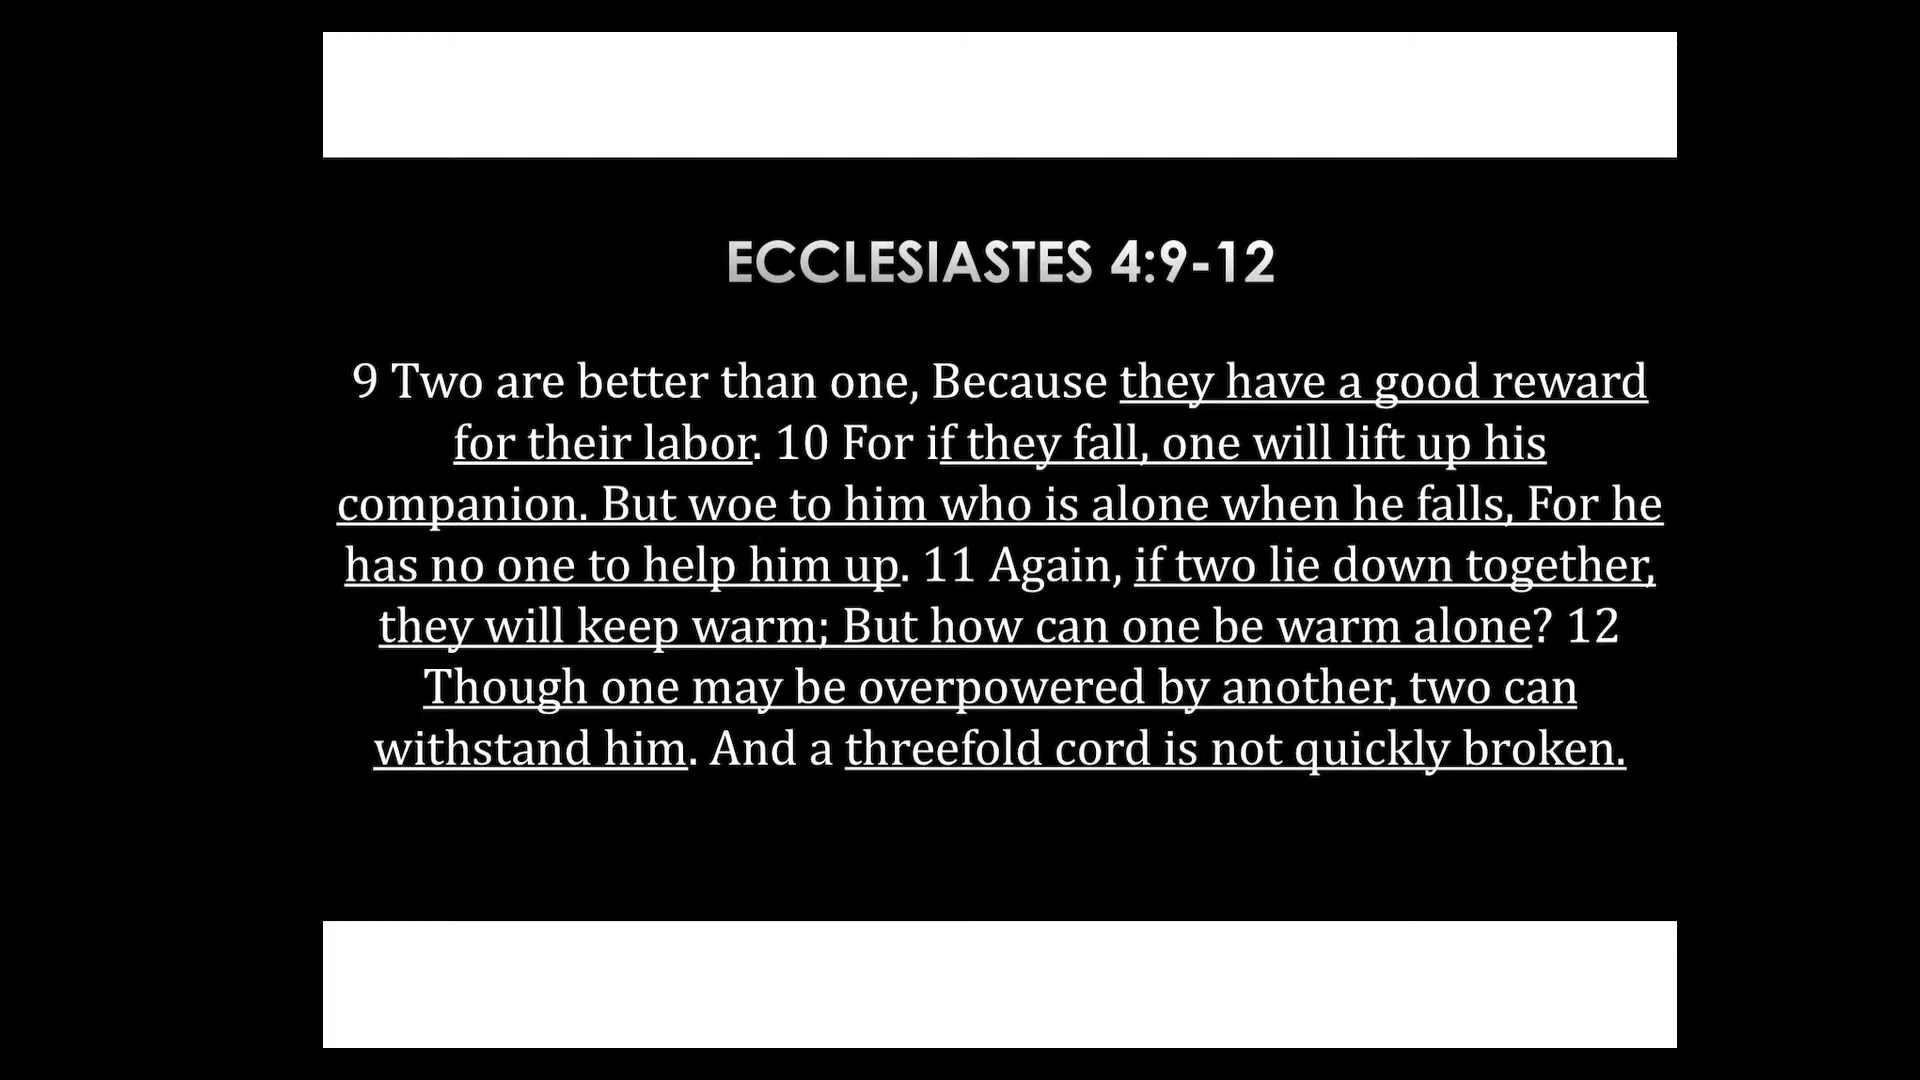 ECCLESIASTES 4:9-12
9 Two are better than one, Because they have a good reward
for their labor. 10 For if they fall, one will lift up his
companion. But woe to him who is alone when he falls, For he
has no one to help him up. 11 Again, if two lie down together,
they will keep warm; But how can one be warm alone? 12
Though one may be overpowered by another, two can
withstand him. And a threefold cord is not quickly broken.